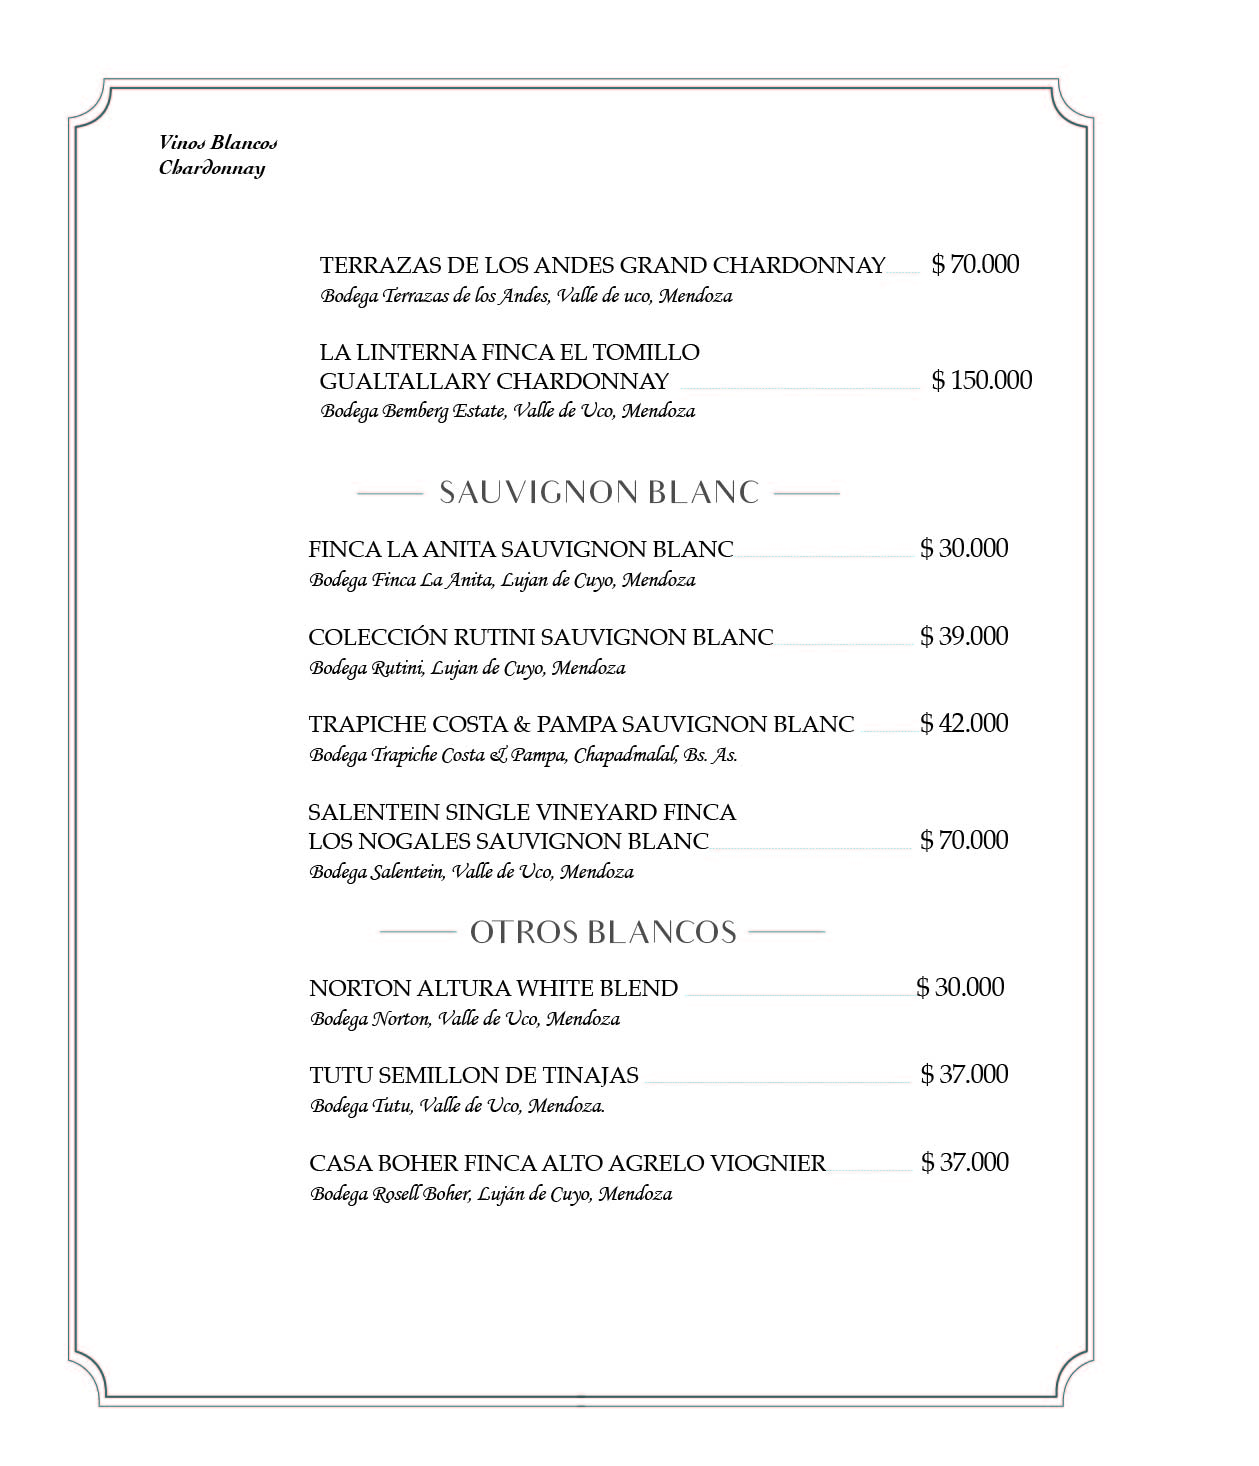 Vinos Blancos
Chardonnay
TERRAZAS DE LOS ANDES GRAND CHARDONNAY $ 70.000
Bodega Terrazas de los Andes, Valle de uco, Mendoza
LA LINTERNA FINCA EL TOMILLO
GUALTALLARY CHARDONNAY $ 150.000
Bodega Bemberg Estate, Valle de Uco, Mendoza
SAUVIGNON BLANC
FINCA LA ANITA SAUVIGNON BLANC $ 30.000
Bodega Finca La Anita, Lujan de Cuyo, Mendoza
COLECCIÓN RUTINI SAUVIGNON BLANC $ 39.000
Bodega Rutini, Lujan de Cuyo, Mendoza
TRAPICHE COSTA & PAMPA SAUVIGNON BLANC $ 42.000
Bodega Trapiche Costa & Pampa, Chapadmalal, Bs. As.
SALENTEIN SINGLE VINEYARD FINCA
LOS NOGALES SAUVIGNON BLANC $ 70.000
Bodega Salentein, Valle de Uco, Mendoza
OTROS BLANCOS
NORTON ALTURA WHITE BLEND $ 30.000
Bodega Norton, Valle de Uco, Mendoza
TUTU SEMILLON DE TINAJAS $ 37.000
Bodega Tutu, Valle de Uco, Mendoza.
CASA BOHER FINCA ALTO AGRELO VIOGNIER $ 37.000
Bodega Rosell Boher, Luján de Cuyo, Mendoza